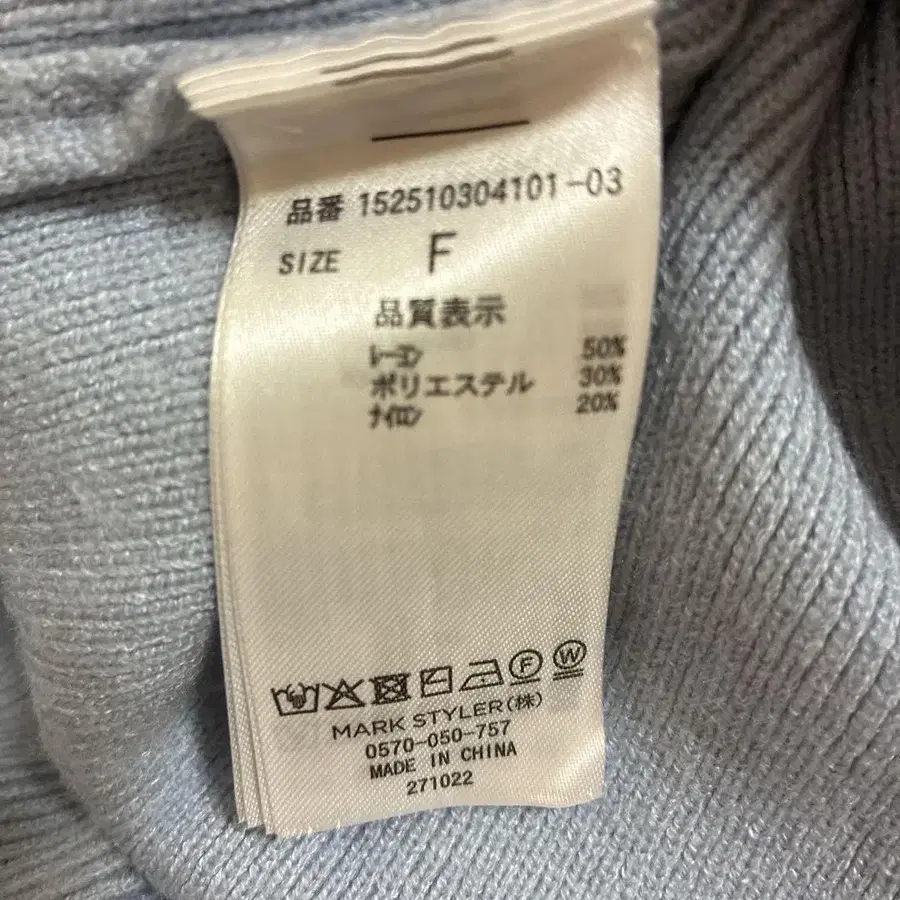 品番 152510304101-03
SIZE F
品質表示
レーヨン 50%
ポリエステル 30%
ナイロン 20%
F W
MARK STYLER(株)
0570-050-757
MADE IN CHINA
271022